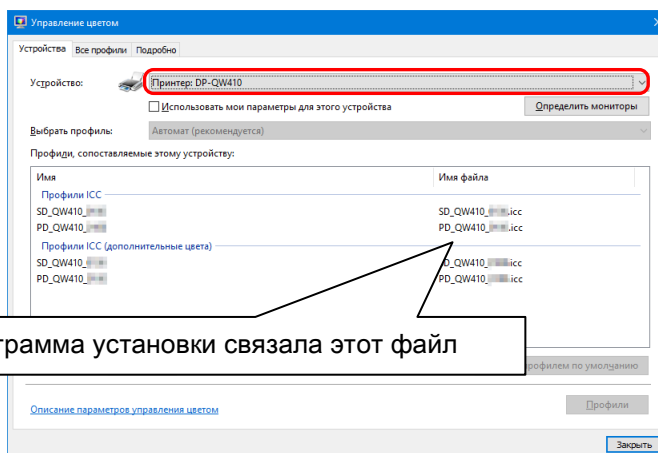 Управление цветом
Устройства Все профили Подробно
Устройство: Принтер: DP-QW410
Использовать мои параметры для этого устройства Определить мониторы
Выбрать профиль: Автомат (рекомендуется)
Профили, сопоставляемые этому устройству:
Имя Имя файла
Профили ICC
SD_QW410_ SD_QW410_ .icc
PD_QW410_ PD_QW410_ .icc
Профили ICC (дополнительные цвета)
SD_QW410_ D_QW410_ icc
PD_QW410_ PD_QW410_ icc
грамма установки связала этот файл
рофилем по умолчанию
Описание параметров управления цветом Профили
Закрыть